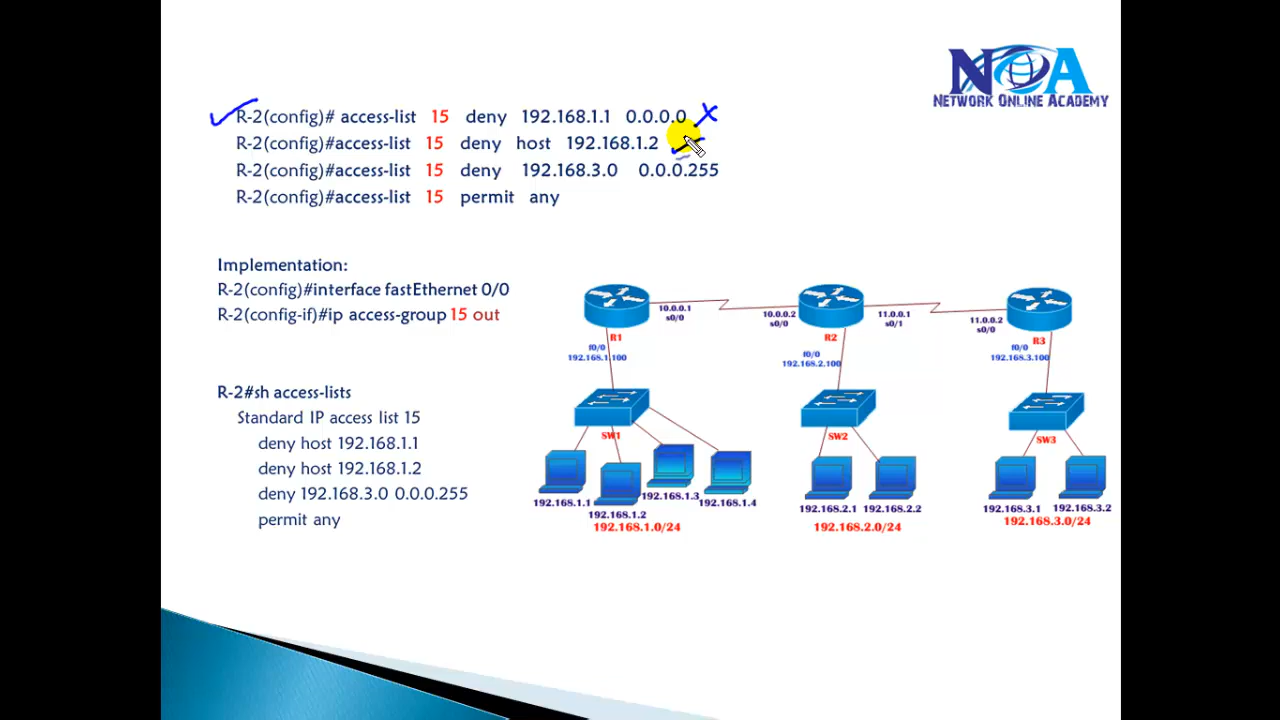 NOA
NETWORK ONLINE ACADEMY
R-2(config)# access-list 15 deny 192.168.1.1 0.0.0.0
R-2(config)#access-list 15 deny host 192.168.1.2
R-2(config)#access-list 15 deny 192.168.3.0 0.0.0.255
R-2(config)#access-list 15 permit any
Implementation:
R-2(config)#interface fastEthernet 0/0
R-2(config-if)#ip access-group 15 out
R-2#sh access-lists
Standard IP access list 15
deny host 192.168.1.1
deny host 192.168.1.2
deny 192.168.3.0 0.0.0.255
permit any
10.0.0.1
s0/0
10.0.0.2
s0/0
11.0.0.1
s0/1
11.0.0.2
s0/0
R1
R2
R3
f0/0
192.168.1.100
f0/0
192.168.2.100
f0/0
192.168.3.100
SW1
SW2
SW3
192.168.1.1
192.168.1.2
192.168.1.3
192.168.1.4
192.168.1.0/24
192.168.2.1 192.168.2.2
192.168.2.0/24
192.168.3.1 192.168.3.2
192.168.3.0/24